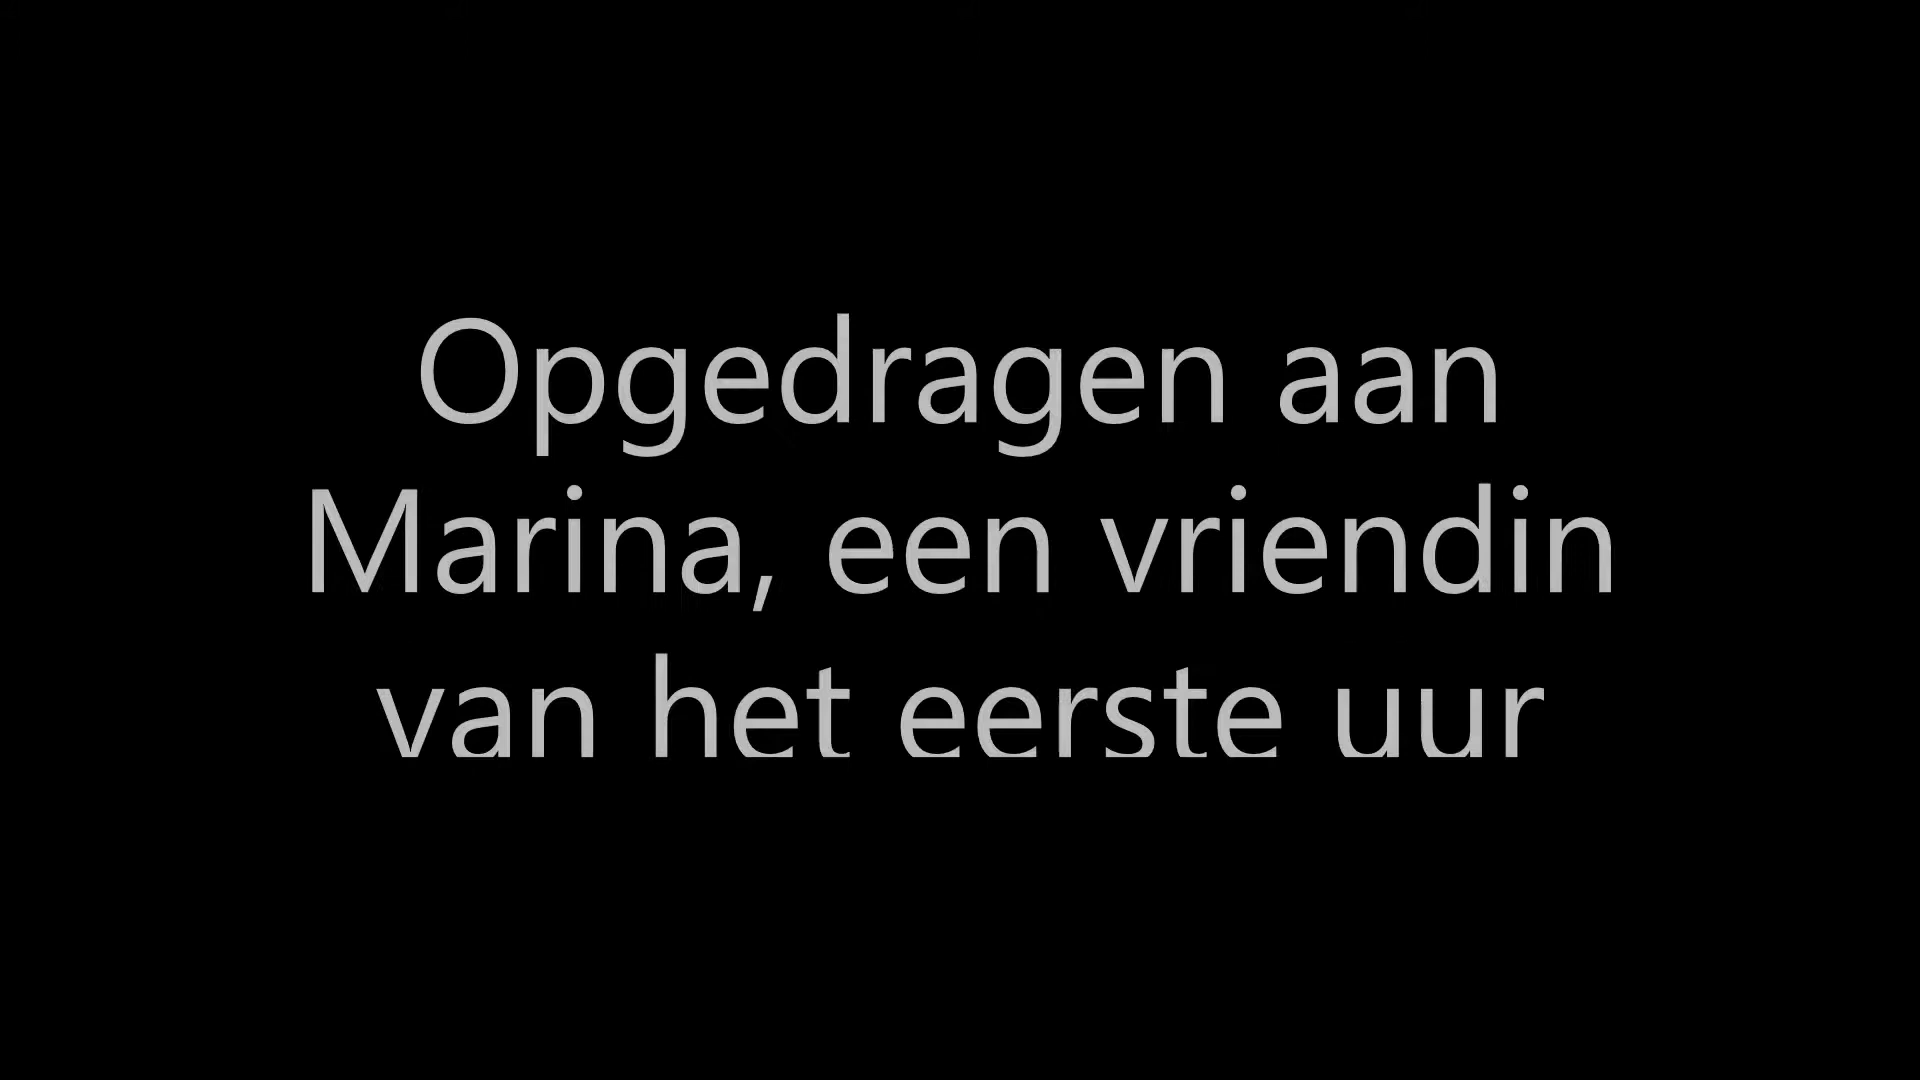 Opgedragen aan
Marina, een vriendin
van het eerste uur